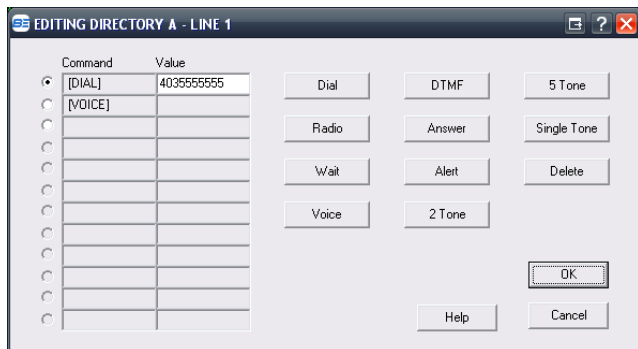 EDITING DIRECTORY A - LINE 1
Command Value
[DIAL] 4035555555
[VOICE]
Dial DTMF 5 Tone
Radio Answer Single Tone
Wait Alert Delete
Voice 2 Tone
OK
Help Cancel